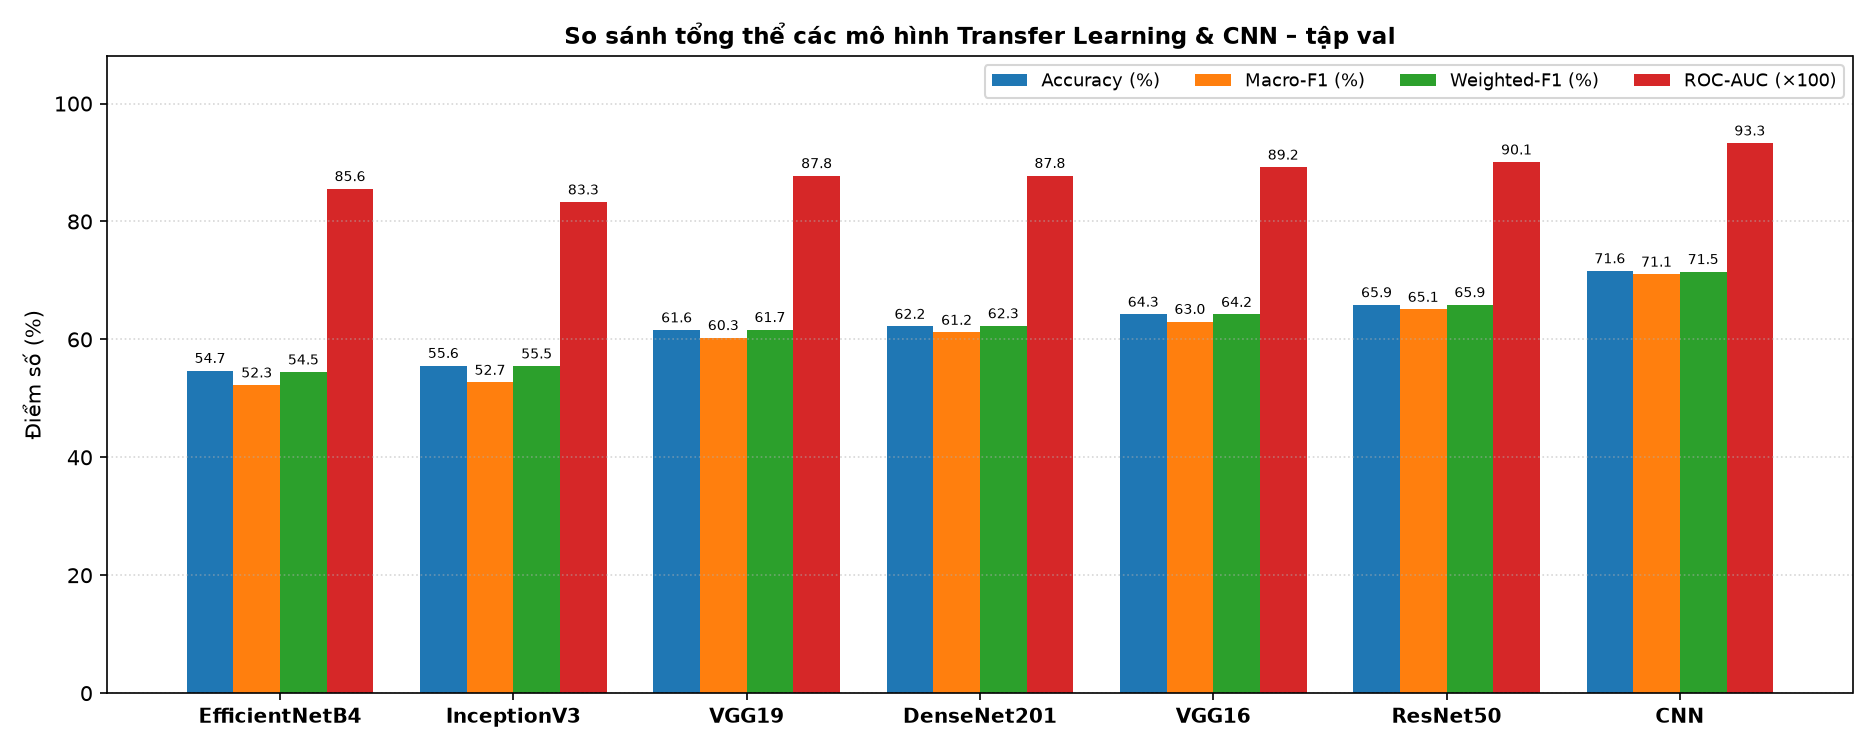 So sánh tổng thể các mô hình Transfer Learning & CNN – tập val
Accuracy (%) Macro-F1 (%) Weighted-F1 (%) ROC-AUC (×100)
Điểm số (%)
100
80
60
40
20
0
54.7 52.3 54.5 85.6
55.6 52.7 55.5 83.3
61.6 60.3 61.7 87.8
62.2 61.2 62.3 87.8
64.3 63.0 64.2 89.2
65.9 65.1 65.9 90.1
71.6 71.1 71.5 93.3
EfficientNetB4 InceptionV3 VGG19 DenseNet201 VGG16 ResNet50 CNN